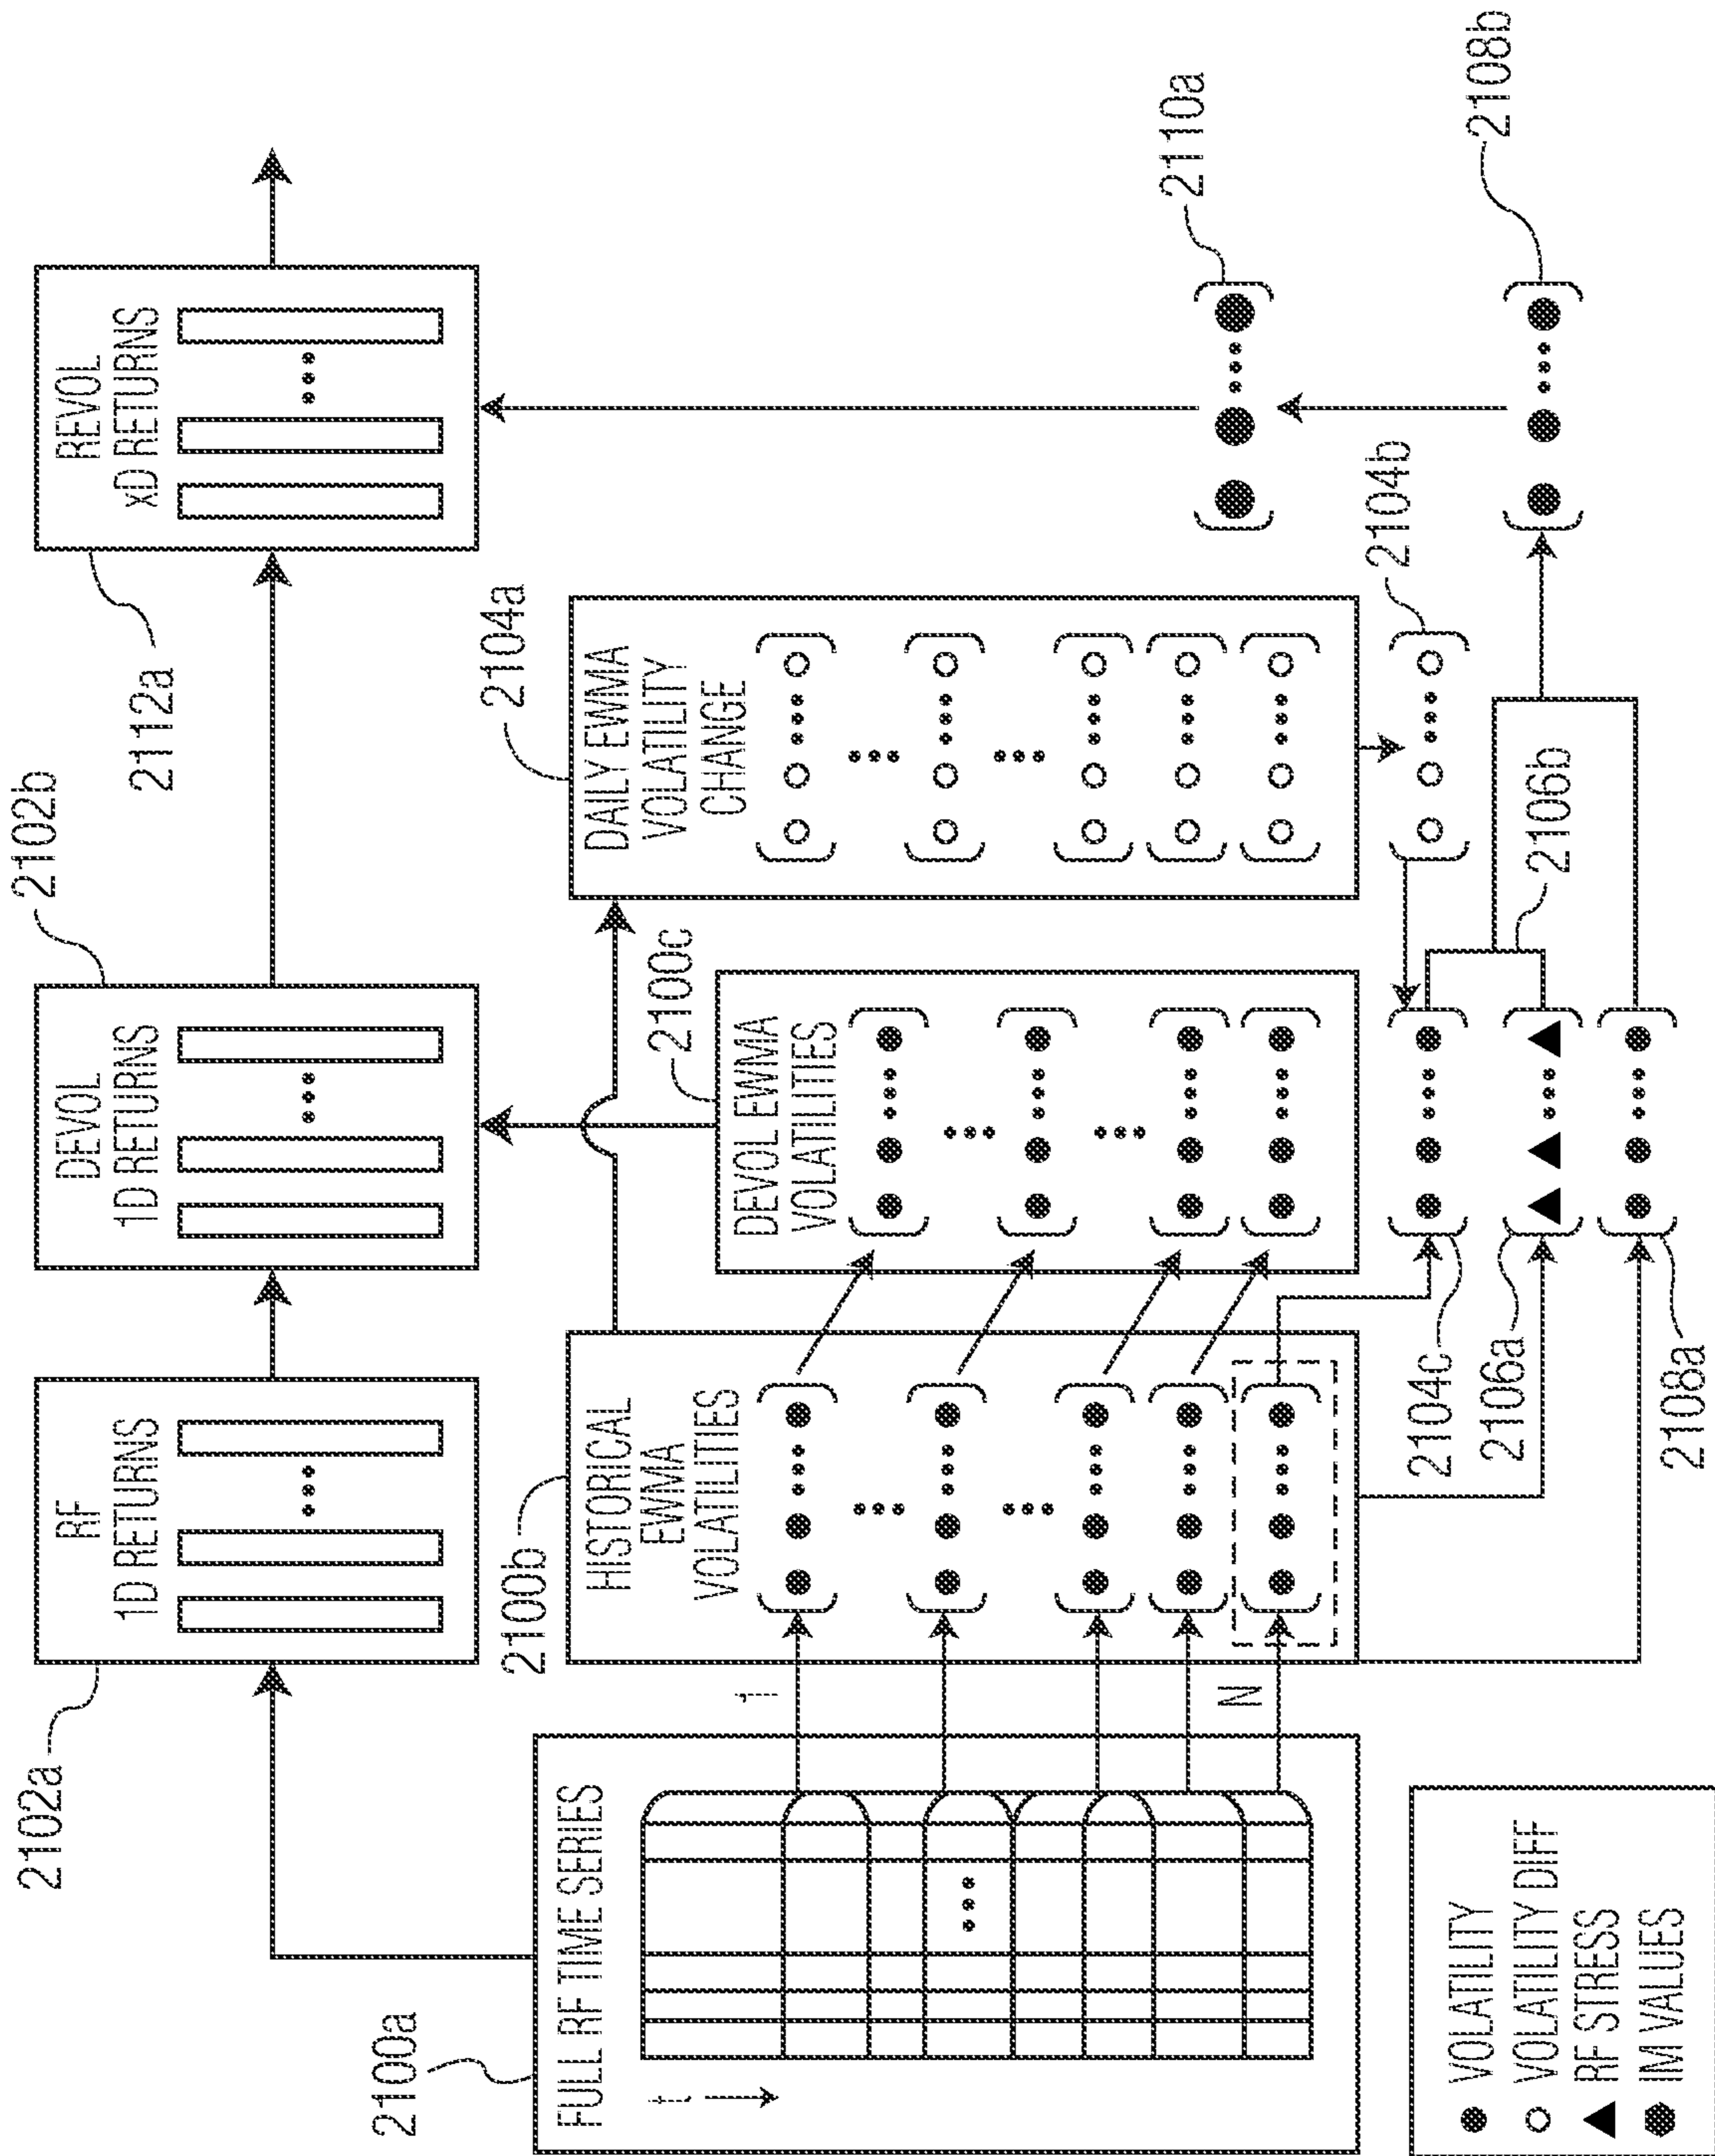 2102a
RF
1D RETURNS
2102b
DEVOL
1D RETURNS
2112a
REVOL
xD RETURNS
2100a
FULL RF TIME SERIES
t
1
N
2100b
HISTORICAL
EWMA
VOLATILITIES
2100c
DEVOL EWMA
VOLATILITIES
2104a
DAILY EWMA
VOLATILITY
CHANGE
2104b
2104c
2106a
2106b
2108a
2110a
2108b
VOLATILITY
VOLATILITY DIFF
RF STRESS
IM VALUES